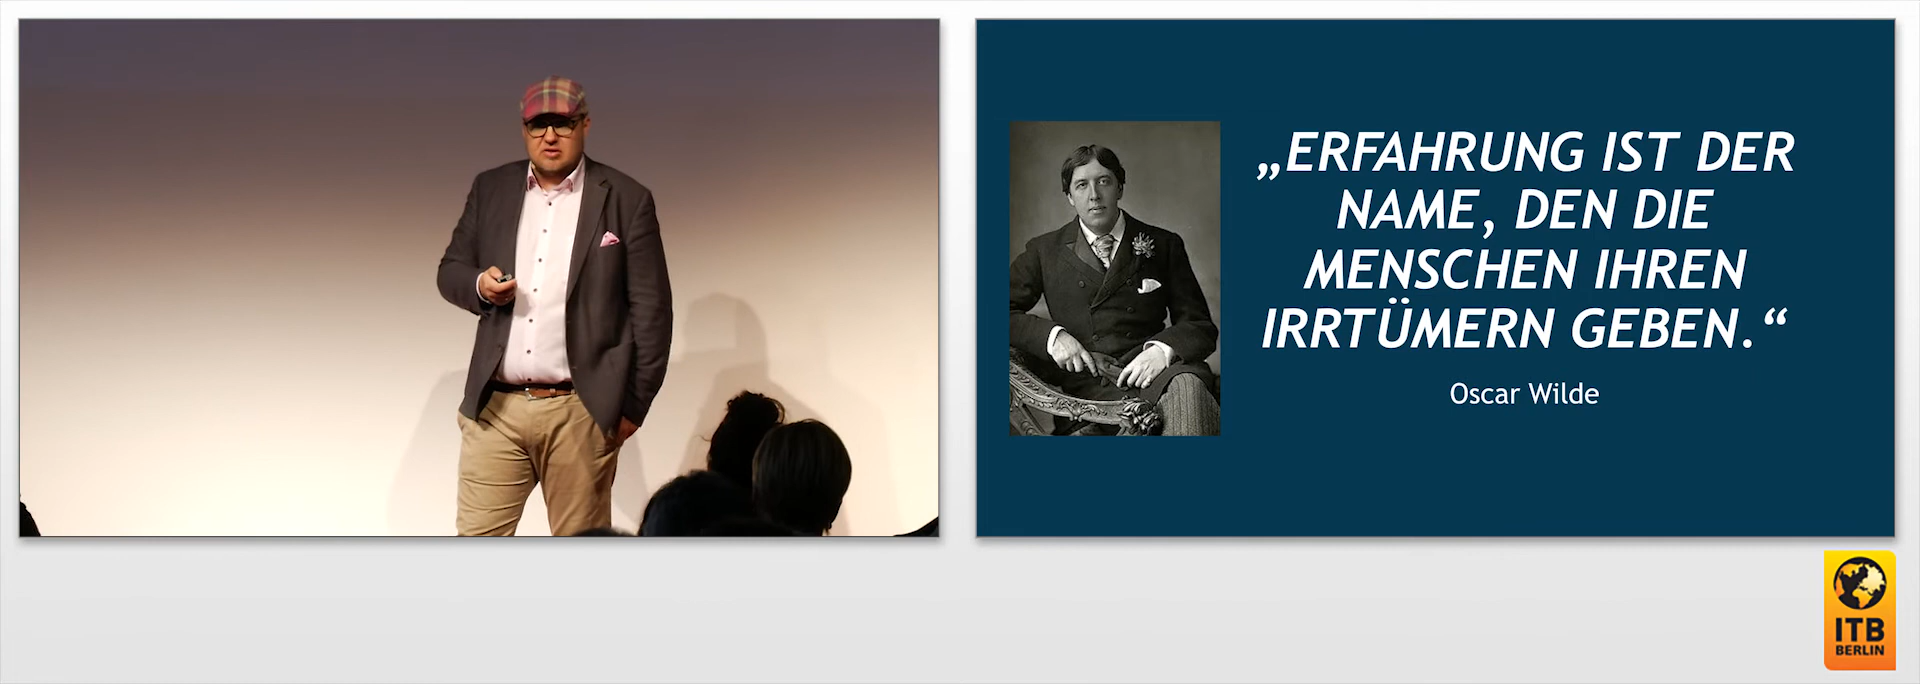 „ERFAHRUNG IST DER
NAME, DEN DIE
MENSCHEN IHREN
IRRTÜMERN GEBEN.“
Oscar Wilde
ITB
BERLIN